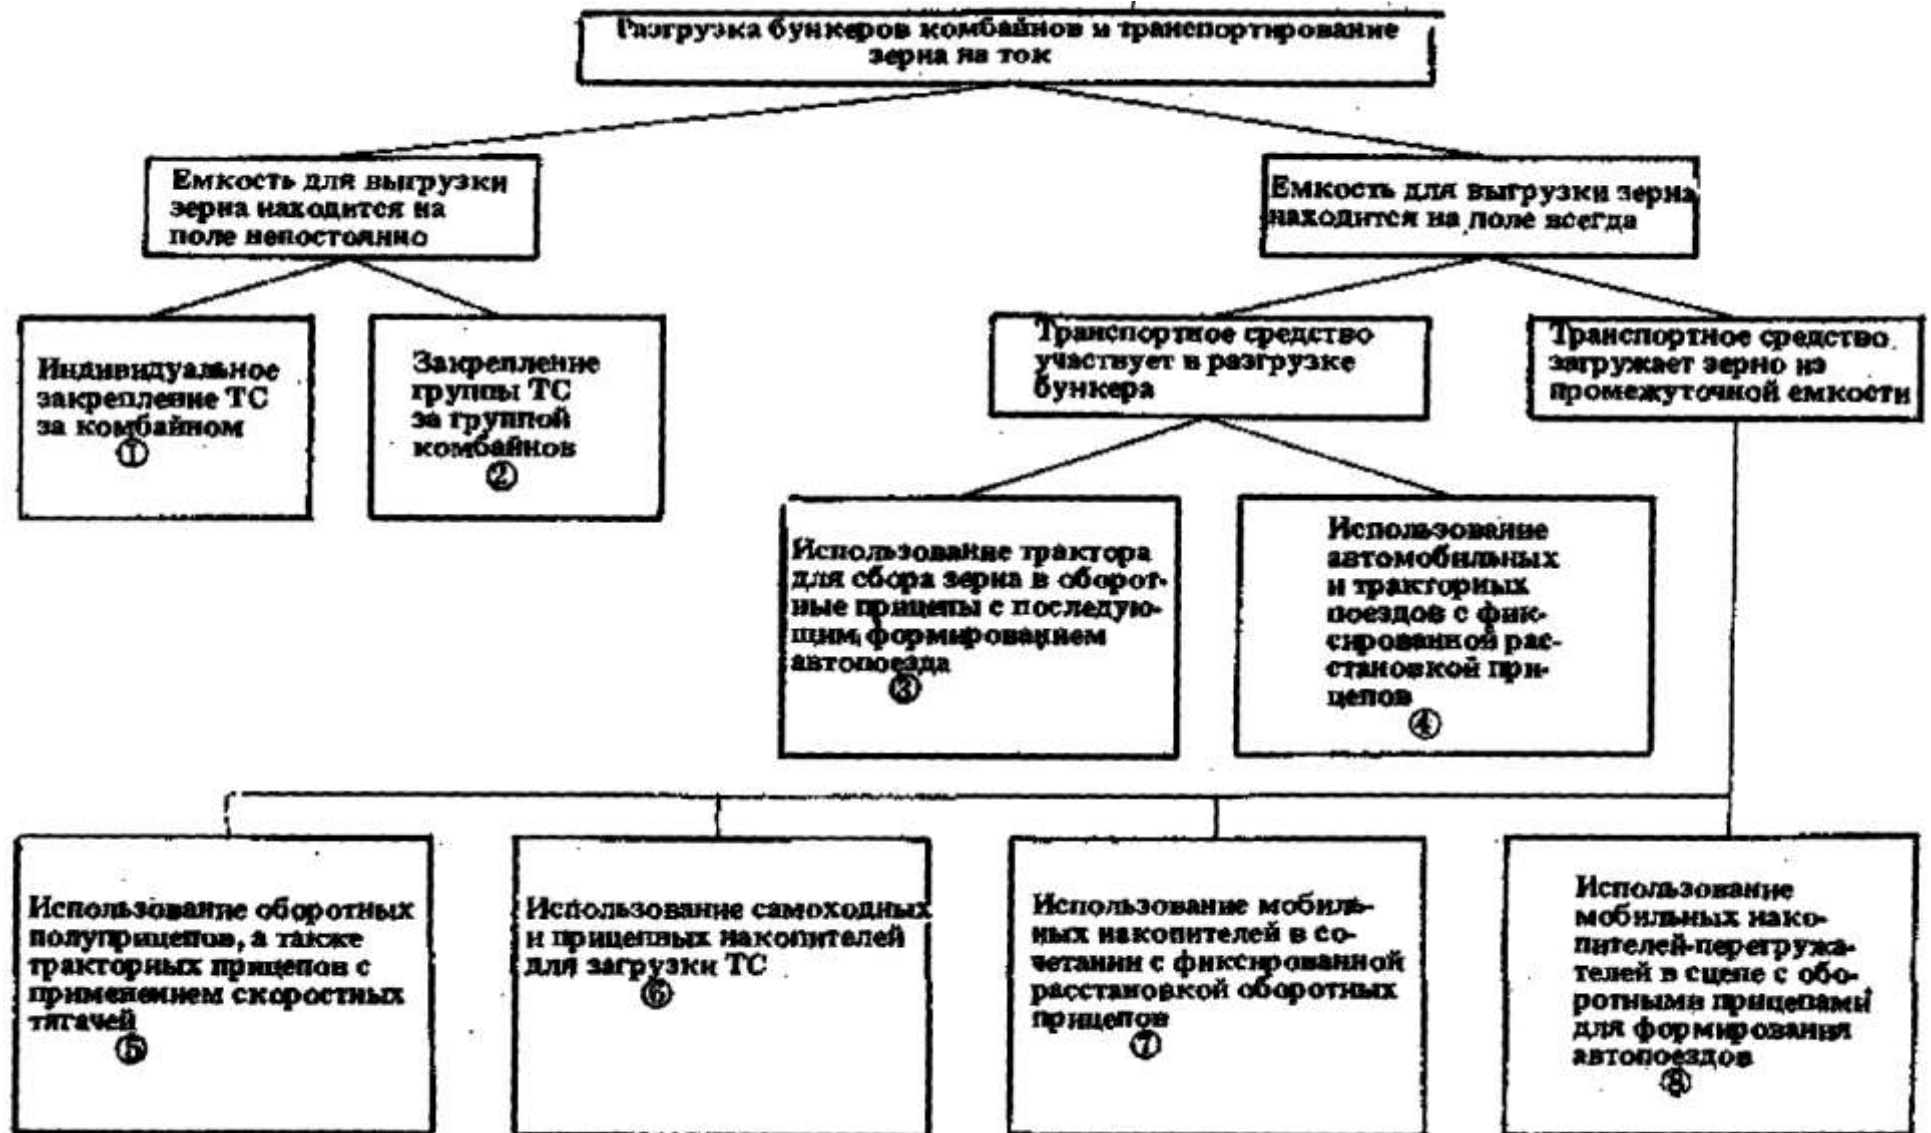 Разгрузка бункеров комбайнов и транспортирование
зерна на ток
Емкость для выгрузки
зерна находится на
поле непостоянно
Емкость для выгрузки зерна
находится на поле всегда
Индивидуальное
закрепление ТС
за комбайном
①
Закрепление
группы ТС
за группой
комбайнов
②
Транспортное средство
участвует в разгрузке
бункера
Транспортное средство
загружает зерно из
промежуточной емкости
Использование трактора
для сбора зерна в оборот-
ные прицепы с последую-
щим формированием
автопоезда
③
Использование
автомобильных
и тракторных
поездов с фик-
сированной рас-
становкой при-
цепов
④
Использование оборотных
полуприцепов, а также
тракторных прицепов с
применением скоростных
тягачей
⑤
Использование самоходных
и прицепных накопителей
для загрузки ТС
⑥
Использование мобиль-
ных накопителей в со-
четании с фиксированной
расстановкой оборотных
прицепов
⑦
Использование
мобильных нако-
пителей-перегружа-
телей в сцепе с обо-
ротными прицепами
для формирования
автопоездов
⑧